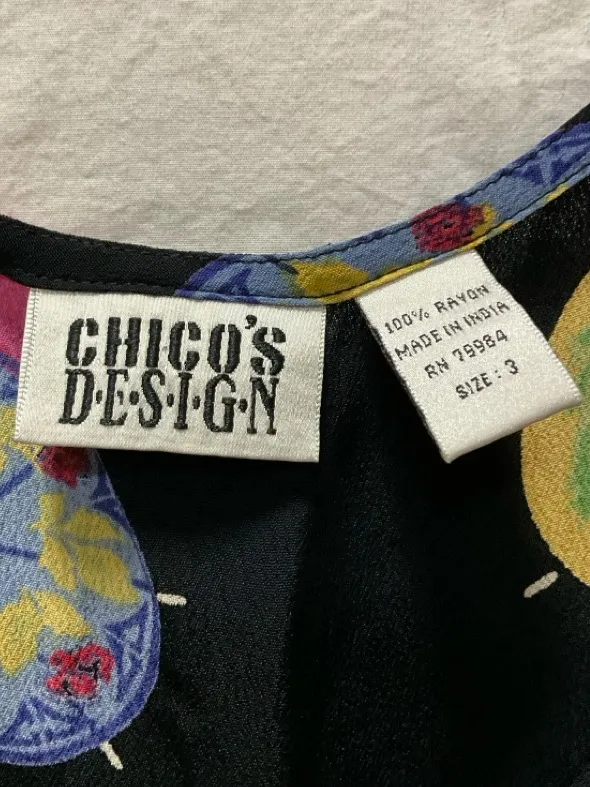 CHICO'S
D·E·S·I·G·N
100% RAYON
MADE IN INDIA
RN 79984
SIZE: 3